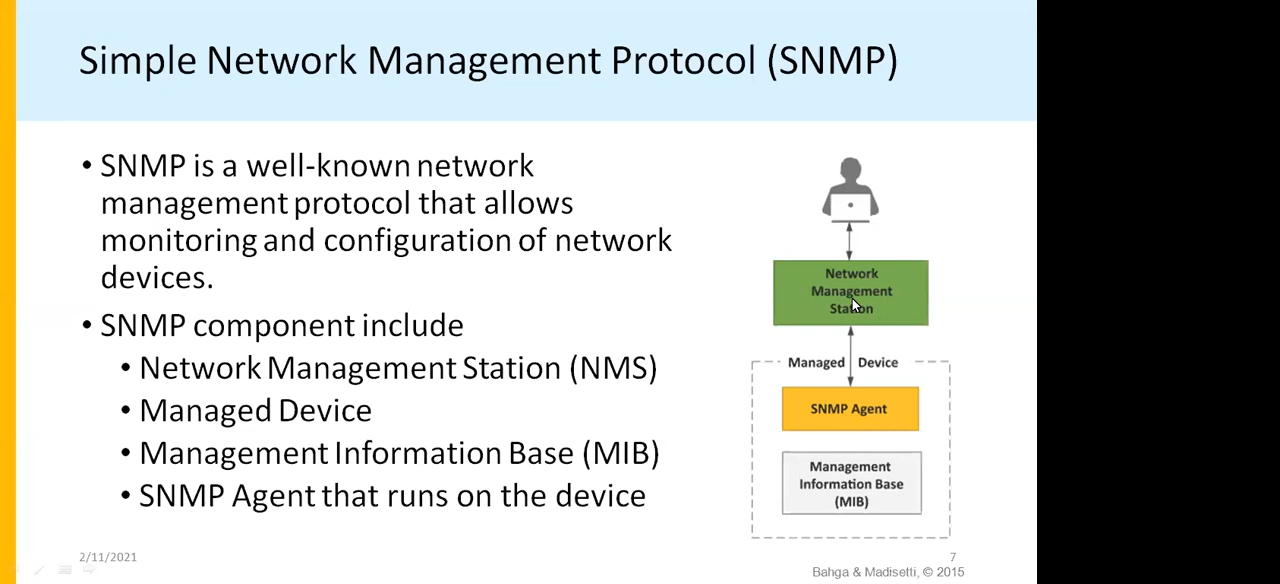 Simple Network Management Protocol (SNMP)
• SNMP is a well-known network
management protocol that allows
monitoring and configuration of network
devices.
• SNMP component include
• Network Management Station (NMS)
• Managed Device
• Management Information Base (MIB)
• SNMP Agent that runs on the device
Network
Management
Station
Managed Device
SNMP Agent
Management
Information Base
(MIB)
2/11/2021
7
Bahga & Madisetti, © 2015